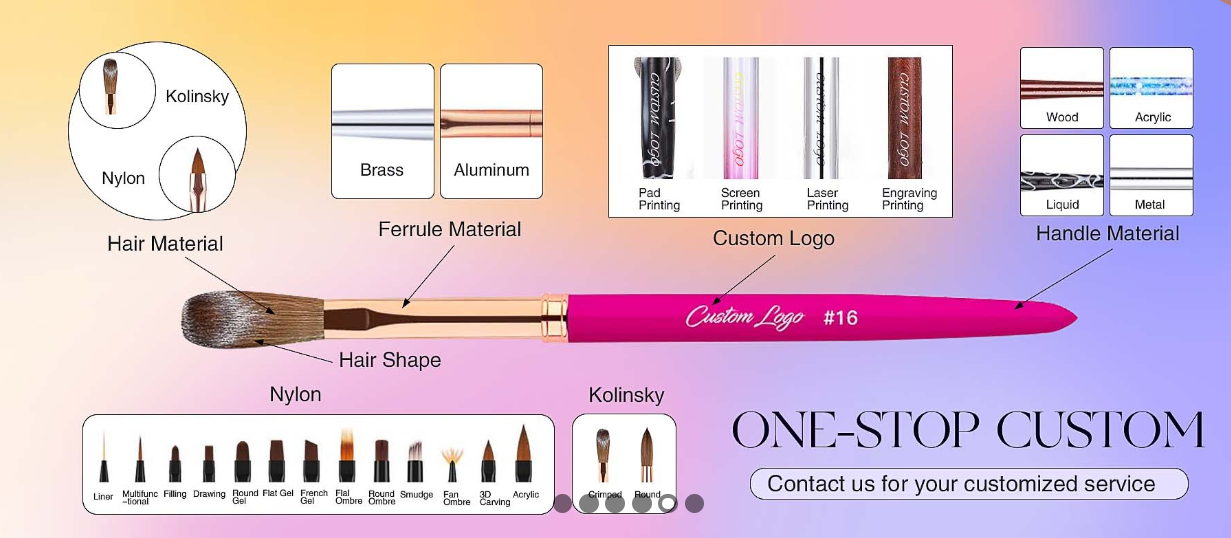 Kolinsky
Nylon
Hair Material
Brass
Aluminum
Ferrule Material
CUSTOM LOGO
CUSTOM LOGO
CUSTOM LOGO
CUSTOM LOGO
Pad
Printing
Screen
Printing
Laser
Printing
Engraving
Printing
Custom Logo
Wood
Acrylic
Liquid
Metal
Handle Material
Custom Logo #16
Hair Shape
Nylon
Liner
Multifunc
-tional
Filling
Drawing
Round
Gel
Flat Gel
French
Gel
Flal
Ombre
Round
Ombre
Smudge
Fan
Ombre
3D
Carving
Acrylic
Kolinsky
Crimped
Round
ONE-STOP CUSTOM
Contact us for your customized service